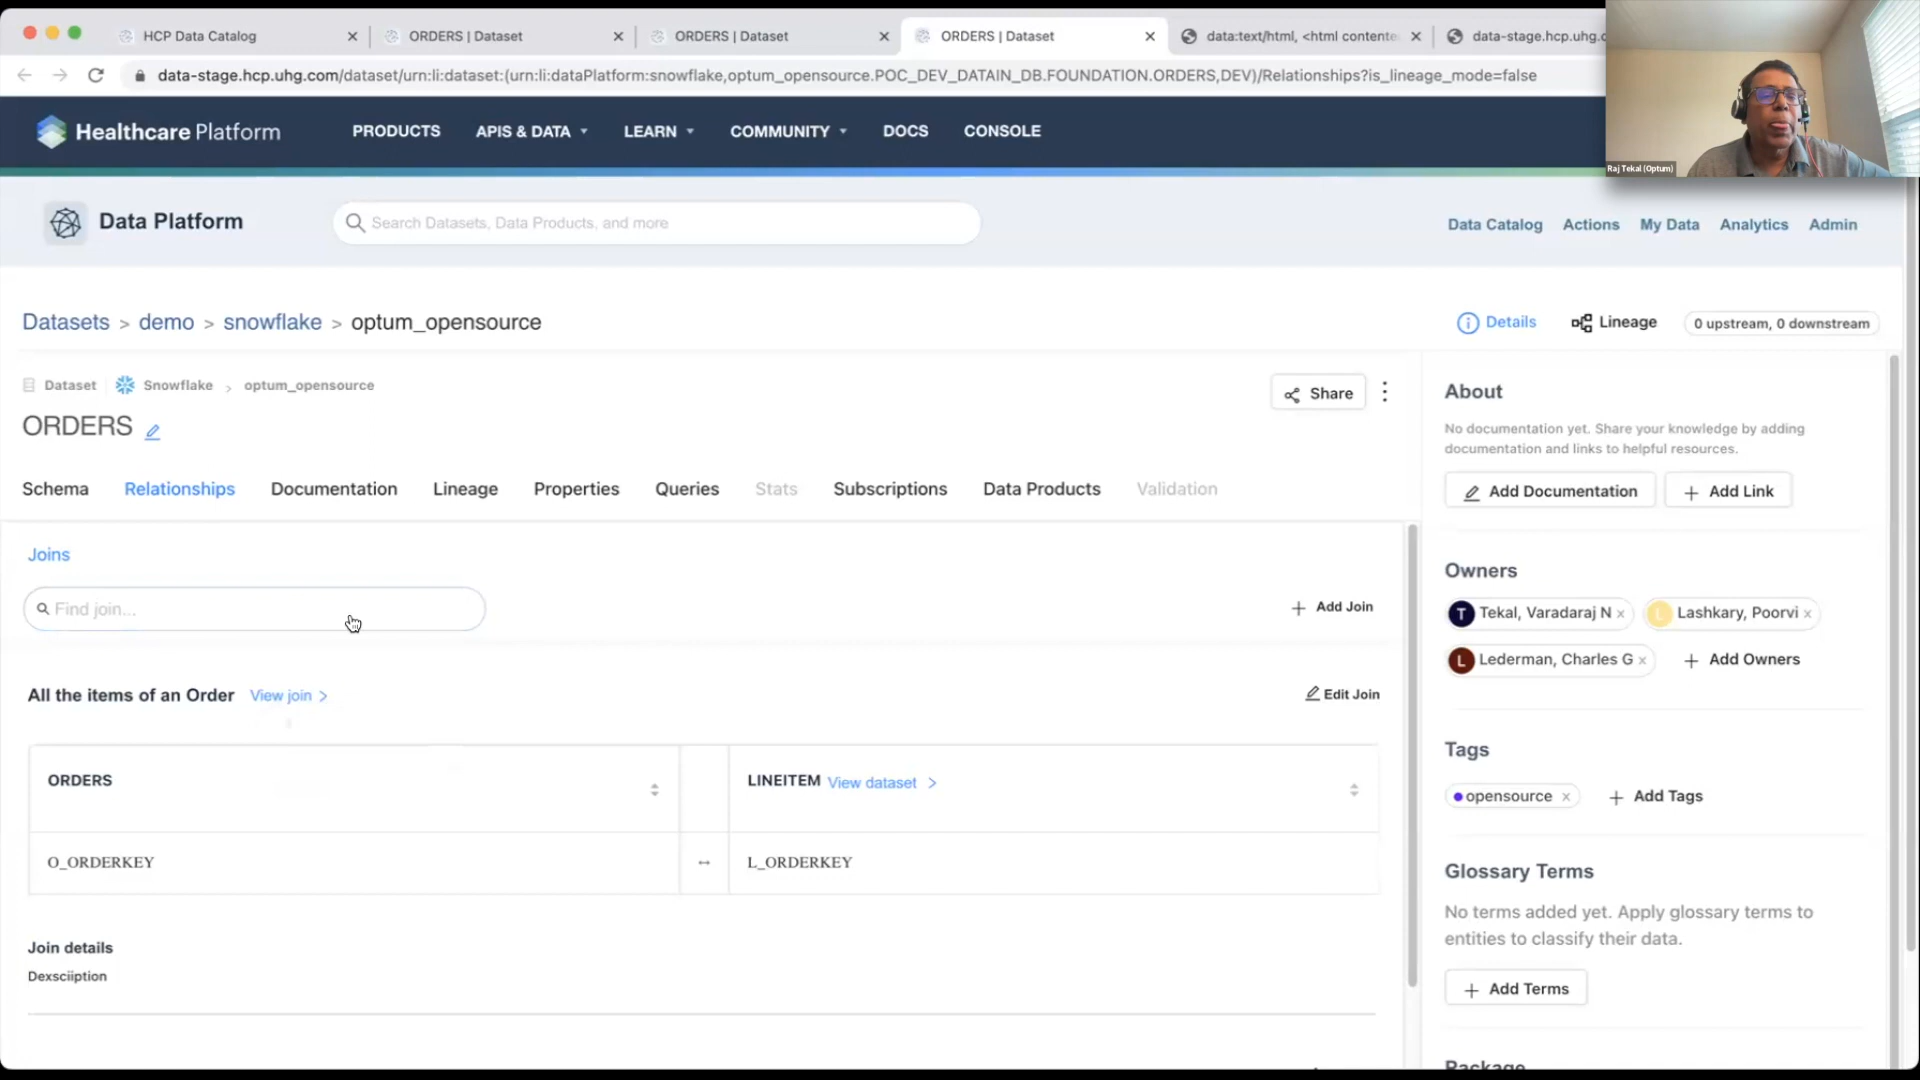 HCP Data Catalog
ORDERS | Dataset
ORDERS | Dataset
ORDERS | Dataset
data:text/html, <html contente
data-stage.hcp.uhg.c
data-stage.hcp.uhg.com/dataset/urn:li:dataset:(urn:li:dataPlatform:snowflake,optum_opensource.POC_DEV_DATAIN_DB.FOUNDATION.ORDERS,DEV)/Relationships?is_lineage_mode=false
Healthcare Platform
PRODUCTS
APIS & DATA
LEARN
COMMUNITY
DOCS
CONSOLE
Raj Tekal (Optum)
Data Platform
Search Datasets, Data Products, and more
Data Catalog
Actions
My Data
Analytics
Admin
Datasets > demo > snowflake > optum_opensource
Details
Lineage
0 upstream, 0 downstream
Dataset
Snowflake > optum_opensource
Share
ORDERS
Schema
Relationships
Documentation
Lineage
Properties
Queries
Stats
Subscriptions
Data Products
Validation
Joins
Find join...
+ Add Join
All the items of an Order
View join >
Edit Join
ORDERS
LINEITEM View dataset >
O_ORDERKEY
↔
L_ORDERKEY
Join details
Dexsciiption
About
No documentation yet. Share your knowledge by adding
documentation and links to helpful resources.
Add Documentation
+ Add Link
Owners
T Tekal, Varadaraj N ×
L Lashkary, Poorvi ×
L Lederman, Charles G ×
+ Add Owners
Tags
opensource ×
+ Add Tags
Glossary Terms
No terms added yet. Apply glossary terms to
entities to classify their data.
+ Add Terms
Package